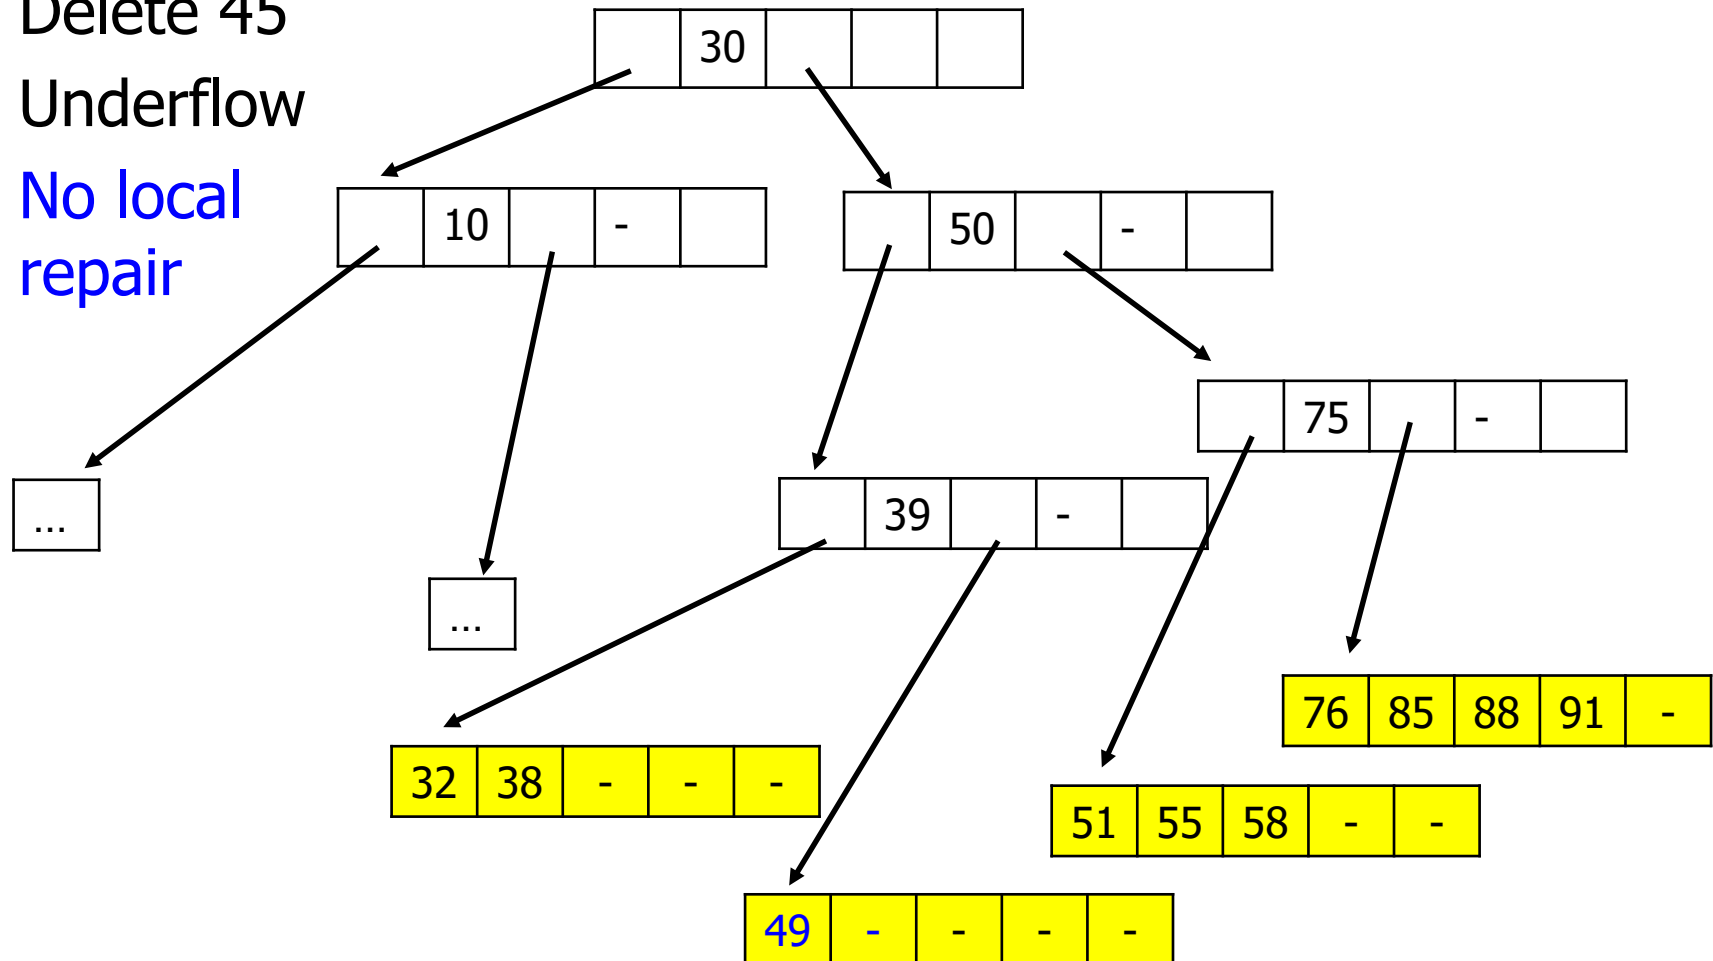 Delete 45
Underflow
No local
repair
30
10 -
50 -
75 -
39 -
...
...
76 85 88 91 -
32 38 - - -
51 55 58 - -
49 - - - -